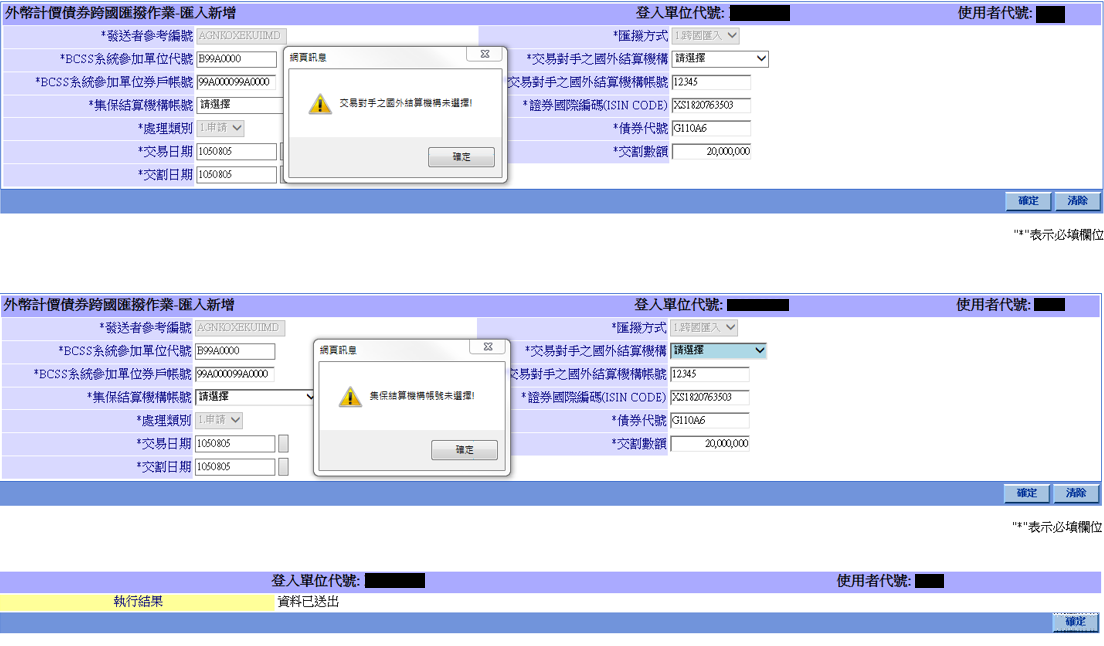 外幣計價債券跨國匯撥作業-匯入新增 登入單位代號: 使用者代號:
*發送者參考編號 AGNKOXEKUIIMD *匯撥方式 1.跨國匯入
*BCSS系統參加單位代號 B99A0000 *交易對手之國外結算機構 請選擇
*BCSS系統參加單位券戶帳號 99A000099A0000 交易對手之國外結算機構帳號 12345
*集保結算機構帳號 請選擇 *證券國際編碼(ISIN CODE) XS1820763503
*處理類別 1.申請 *債券代號 G110A6
*交易日期 1050805 *交割數額 20,000,000
*交割日期 1050805
網頁訊息
交易對手之國外結算機構未選擇!
確定
確定 清除
"*"表示必填欄位
外幣計價債券跨國匯撥作業-匯入新增 登入單位代號: 使用者代號:
*發送者參考編號 AGNKOXEKUIIMD *匯撥方式 1.跨國匯入
*BCSS系統參加單位代號 B99A0000 *交易對手之國外結算機構 請選擇
*BCSS系統參加單位券戶帳號 99A000099A0000 交易對手之國外結算機構帳號 12345
*集保結算機構帳號 請選擇 *證券國際編碼(ISIN CODE) XS1820763503
*處理類別 1.申請 *債券代號 G110A6
*交易日期 1050805 *交割數額 20,000,000
*交割日期 1050805
網頁訊息
集保結算機構帳號未選擇!
確定
確定 清除
"*"表示必填欄位
登入單位代號: 使用者代號:
執行結果 資料已送出
確定